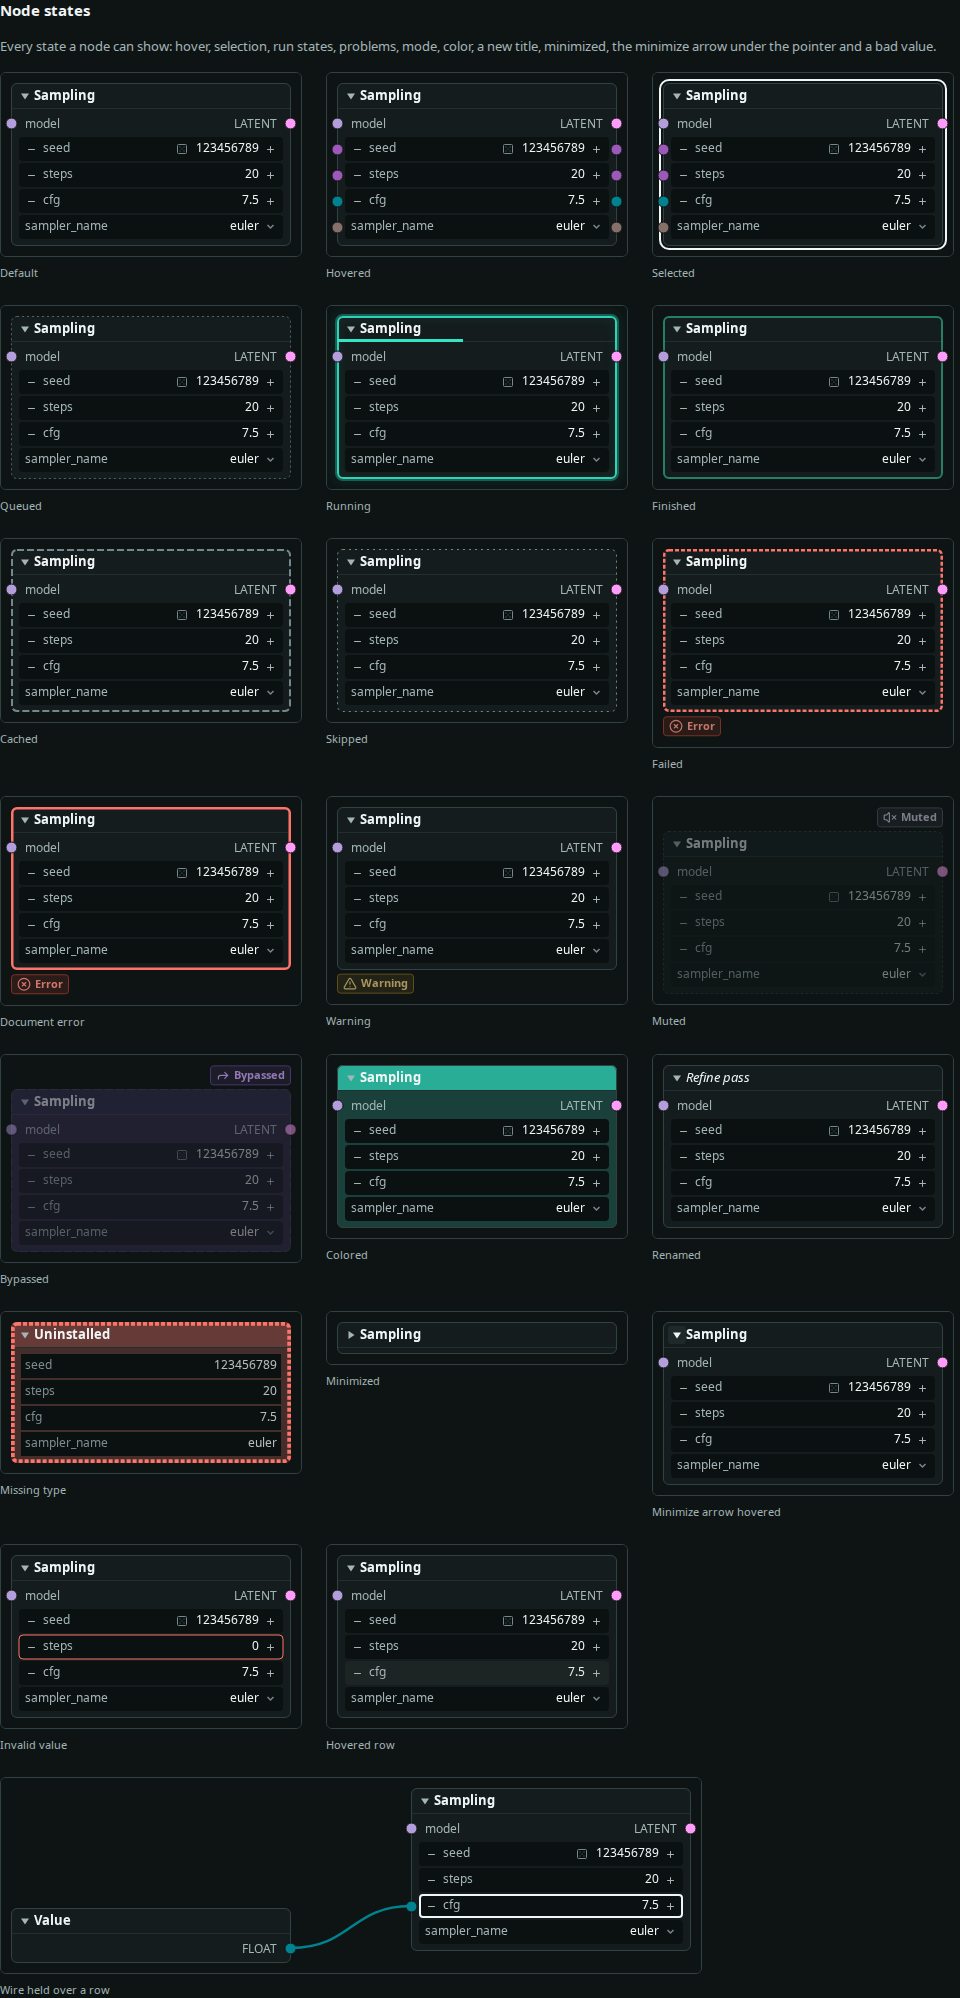 Node states
Every state a node can show: hover, selection, run states, problems, mode, color, a new title, minimized, the minimize arrow under the pointer and a bad value.
Sampling
model LATENT
– seed 123456789 +
– steps 20 +
– cfg 7.5 +
sampler_name euler
Default
Sampling
model LATENT
– seed 123456789 +
– steps 20 +
– cfg 7.5 +
sampler_name euler
Hovered
Sampling
model LATENT
– seed 123456789 +
– steps 20 +
– cfg 7.5 +
sampler_name euler
Selected
Sampling
model LATENT
– seed 123456789 +
– steps 20 +
– cfg 7.5 +
sampler_name euler
Queued
Sampling
model LATENT
– seed 123456789 +
– steps 20 +
– cfg 7.5 +
sampler_name euler
Running
Sampling
model LATENT
– seed 123456789 +
– steps 20 +
– cfg 7.5 +
sampler_name euler
Finished
Sampling
model LATENT
– seed 123456789 +
– steps 20 +
– cfg 7.5 +
sampler_name euler
Cached
Sampling
model LATENT
– seed 123456789 +
– steps 20 +
– cfg 7.5 +
sampler_name euler
Skipped
Sampling
model LATENT
– seed 123456789 +
– steps 20 +
– cfg 7.5 +
sampler_name euler
Error
Failed
Sampling
model LATENT
– seed 123456789 +
– steps 20 +
– cfg 7.5 +
sampler_name euler
Error
Document error
Sampling
model LATENT
– seed 123456789 +
– steps 20 +
– cfg 7.5 +
sampler_name euler
Warning
Warning
Muted
Sampling
model LATENT
– seed 123456789 +
– steps 20 +
– cfg 7.5 +
sampler_name euler
Muted
Bypassed
Sampling
model LATENT
– seed 123456789 +
– steps 20 +
– cfg 7.5 +
sampler_name euler
Bypassed
Sampling
model LATENT
– seed 123456789 +
– steps 20 +
– cfg 7.5 +
sampler_name euler
Colored
Refine pass
model LATENT
– seed 123456789 +
– steps 20 +
– cfg 7.5 +
sampler_name euler
Renamed
Uninstalled
seed 123456789
steps 20
cfg 7.5
sampler_name euler
Missing type
Sampling
Minimized
Sampling
model LATENT
– seed 123456789 +
– steps 20 +
– cfg 7.5 +
sampler_name euler
Minimize arrow hovered
Sampling
model LATENT
– seed 123456789 +
– steps 0 +
– cfg 7.5 +
sampler_name euler
Invalid value
Sampling
model LATENT
– seed 123456789 +
– steps 20 +
– cfg 7.5 +
sampler_name euler
Hovered row
Sampling
model LATENT
– seed 123456789 +
– steps 20 +
– cfg 7.5 +
sampler_name euler
Value
FLOAT
Wire held over a row